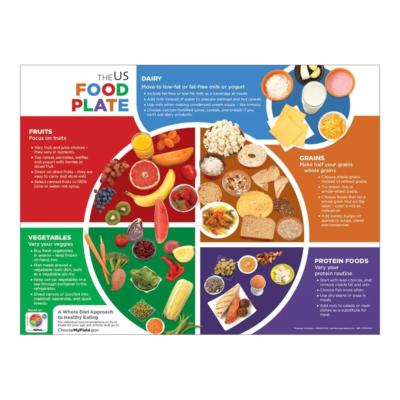 THE US
FOOD
PLATE
DAIRY
Move to low-fat or fat-free milk or yogurt
• Include fat-free or low-fat milk as a beverage at meals.
• Add milk instead of water to prepare oatmeal and hot cereals.
• Use milk when making condensed cream soups – like tomato.
• Choose calcium-fortified juices, cereals, and breads if you
can't eat dairy products.
FRUITS
Focus on fruits
• Vary fruit and juice choices –
they vary in nutrients.
• Top cereal, pancakes, waffles
and yogurt with berries or
sliced fruit.
• Snack on dried fruits – they are
easy to carry and store well.
• Select canned fruits in 100%
juice or water, not syrup.
GRAINS
Make half your grains
whole grains
• Choose whole grains
instead of refined grains.
• Try brown rice or
whole-wheat pasta.
• Choose foods that list a
whole grain first on the
label
• Add barley, bulgur or
quinoa to soups, stews
and casseroles.
VEGETABLES
Vary your veggies
• Buy fresh vegetables
in season – keep frozen
on hand, too.
• Plan meals around a
vegetable main dish, such
as a vegetable stir-fry.
• Keep cut-up vegetables in a
see-through container in the
refrigerator.
• Shred carrots or zucchini into
meatloaf, casseroles, and quick
breads.
PROTEIN FOODS
Vary your
protein routine
• Start with lean choices, and
remove visible fat and skin.
• Choose fish more often.
• Use dry beans or peas in
meals.
• Add nuts to salads or main
dishes as a substitute for
meat.
A Whole Diet Approach
to Healthy Eating
ChooseMyPlate.gov